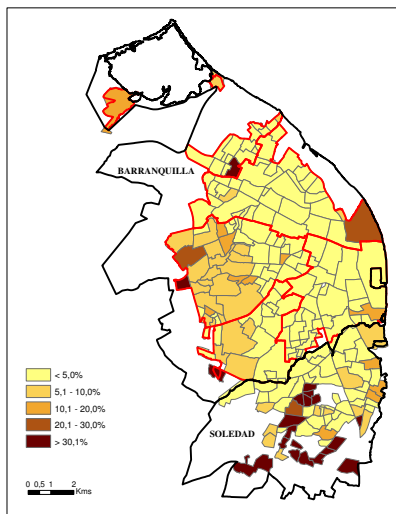 BARRANQUILLA
< 5,0%
5,1 - 10,0%
10,1 - 20,0%
20,1 - 30,0%
> 30,1%
SOLEDAD
0 0,5 1 2
Kms